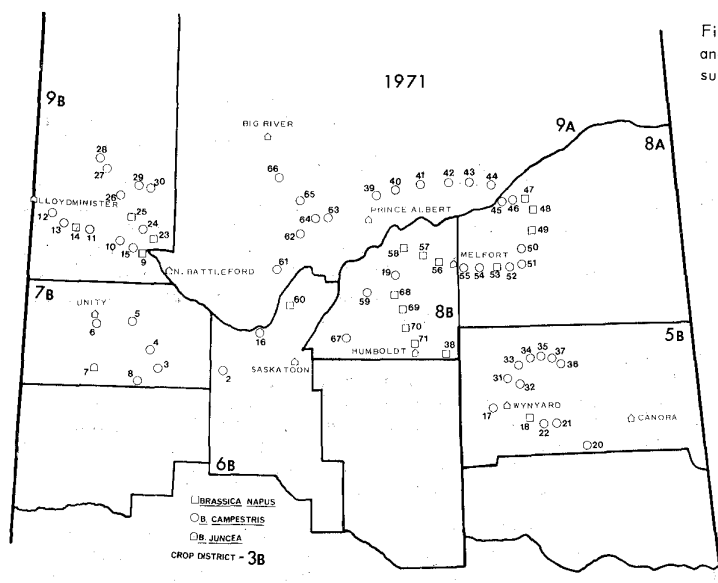 Fi
an
su
1971
9B
9A
8A
BIG RIVER
28
27
29
30
26
66
65
64
63
62
39
40
41
42
43
44
45
46
47
48
49
50
51
LLOYDMINISTER
12
13
14
11
25
24
10
15
23
9
PRINCE ALBERT
N. BATTLEFORD
61
58
57
56
MELFORT
55
54
53
52
19
59
68
69
70
71
67
38
HUMBOLDT
8B
7B
UNITY
6
5
4
3
7
8
60
16
2
SASKATOON
5B
34
35
37
33
36
31
32
17
WYNYARD
18
22
21
20
CANORA
6B
BRASSICA NAPUS
B. CAMPESTRIS
B. JUNCEA
CROP DISTRICT - 3B